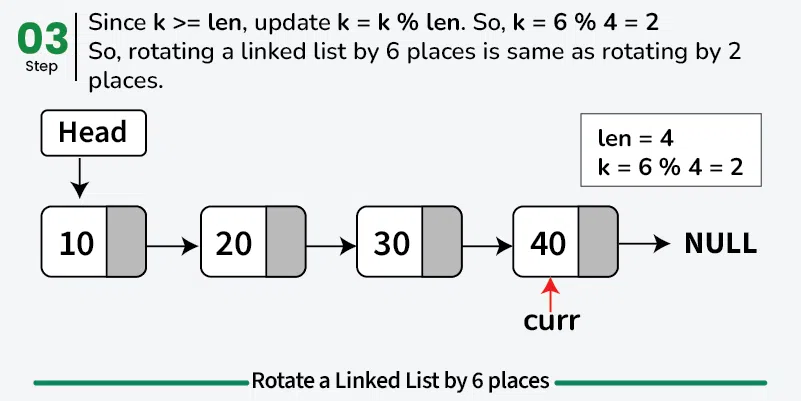 03
Step
Since k >= len, update k = k % len. So, k = 6 % 4 = 2
So, rotating a linked list by 6 places is same as rotating by 2
places.
Head
len = 4
k = 6 % 4 = 2
10
20
30
40
NULL
curr
Rotate a Linked List by 6 places